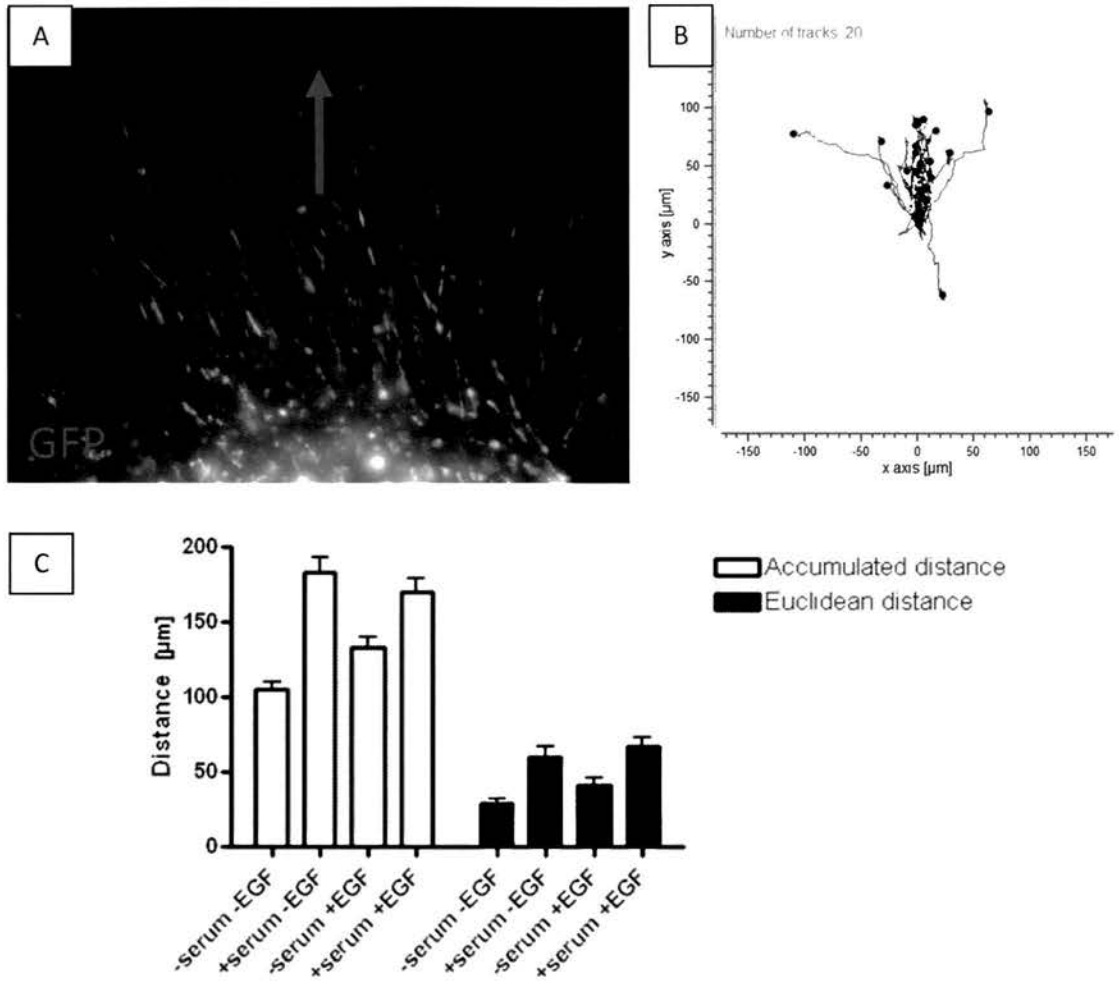 A
GFP
B
Number of tracks 20
100
50
0
-50
-100
-150
y axis [µm]
-150 -100 -50 0 50 100 150
x axis [µm]
C
200
150
100
50
0
Distance [µm]
-serum -EGF
+serum -EGF
-serum +EGF
+serum +EGF
-serum -EGF
+serum -EGF
-serum +EGF
+serum +EGF
Accumulated distance
Euclidean distance